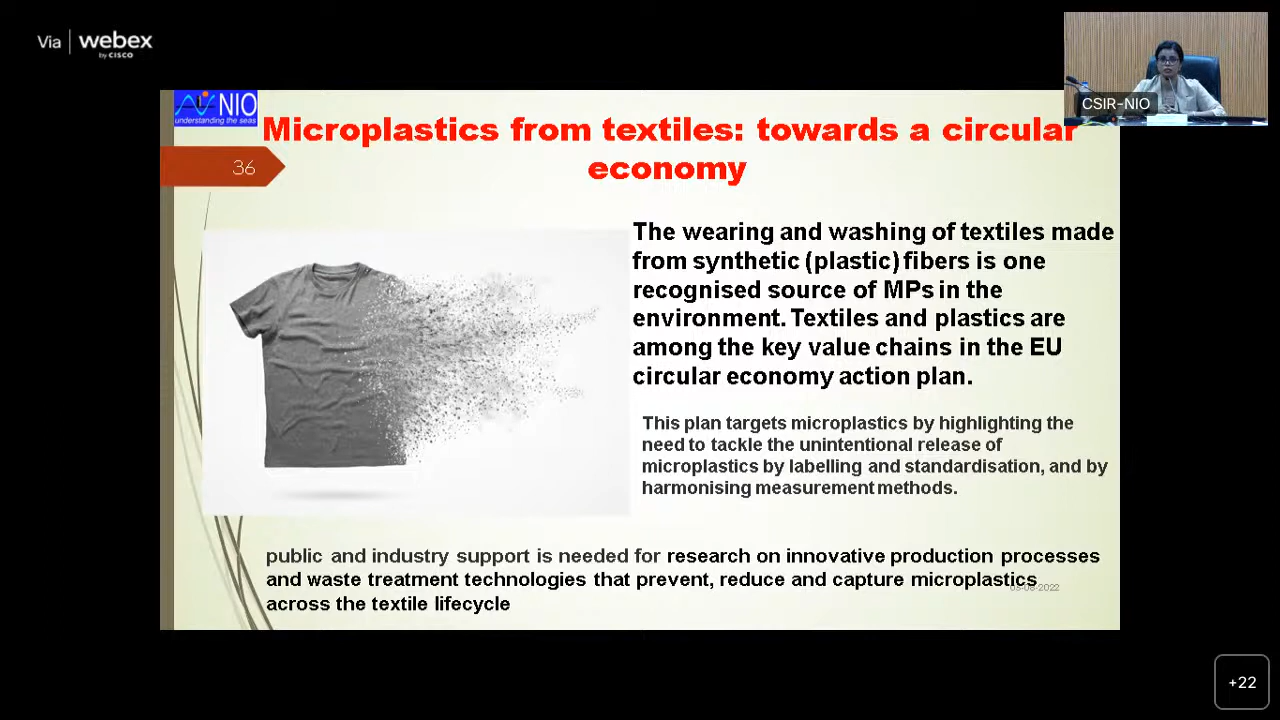 Via webex
by CISCO
CSIR-NIO
NIO
understanding the seas
Microplastics from textiles: towards a circular
economy
36
The wearing and washing of textiles made
from synthetic (plastic) fibers is one
recognised source of MPs in the
environment. Textiles and plastics are
among the key value chains in the EU
circular economy action plan.
This plan targets microplastics by highlighting the
need to tackle the unintentional release of
microplastics by labelling and standardisation, and by
harmonising measurement methods.
public and industry support is needed for research on innovative production processes
and waste treatment technologies that prevent, reduce and capture microplastics
across the textile lifecycle
+22